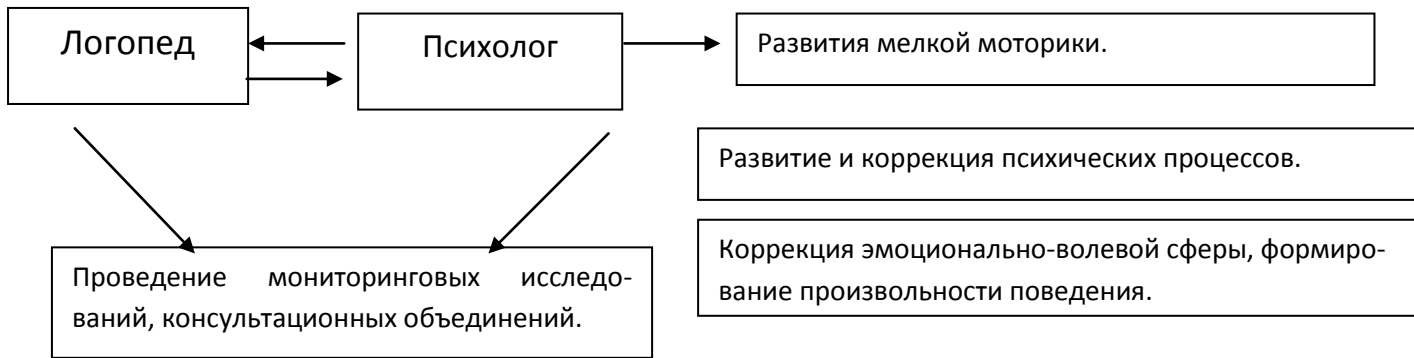 Логопед
Психолог
Развития мелкой моторики.
Развитие и коррекция психических процессов.
Коррекция эмоционально-волевой сферы, формиро-
вание произвольности поведения.
Проведение мониторинговых исследо-
ваний, консультационных объединений.